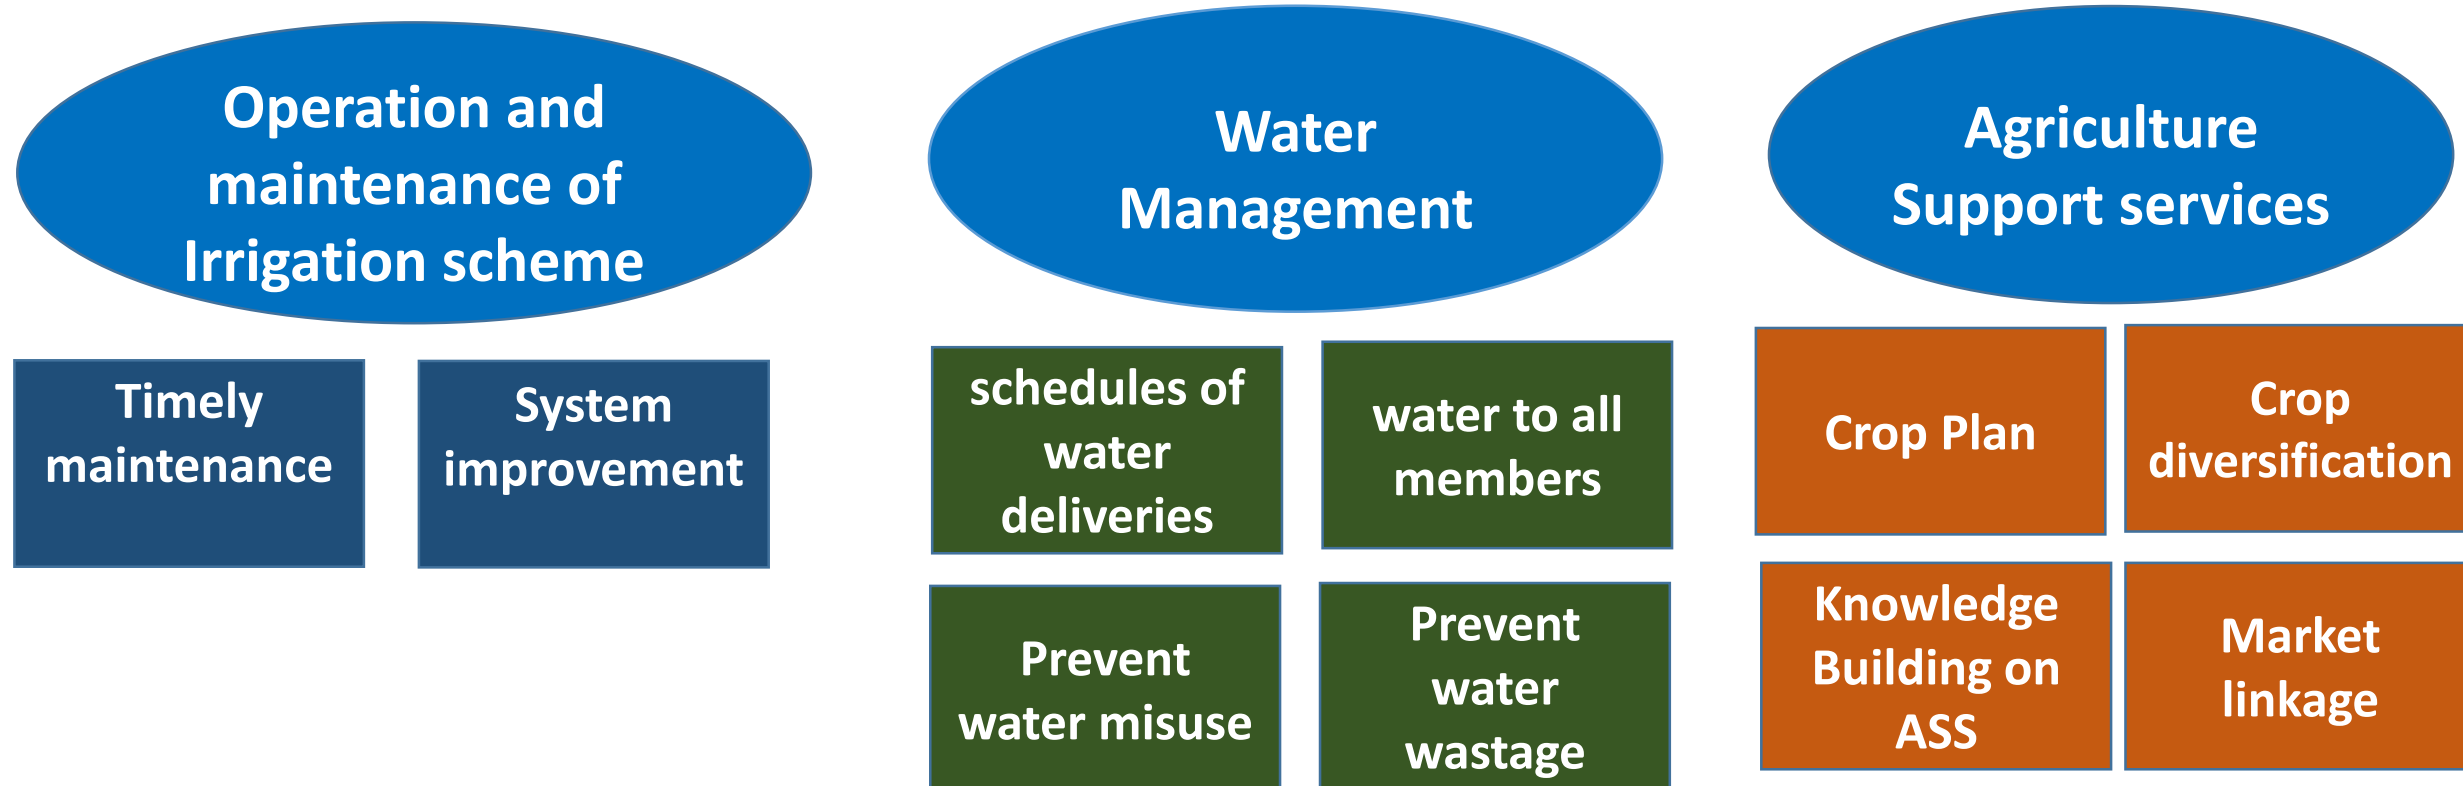 Operation and
maintenance of
Irrigation scheme
Water
Management
Agriculture
Support services
Timely
maintenance
System
improvement
schedules of
water
deliveries
water to all
members
Prevent
water misuse
Prevent
water
wastage
Crop Plan
Crop
diversification
Knowledge
Building on
ASS
Market
linkage